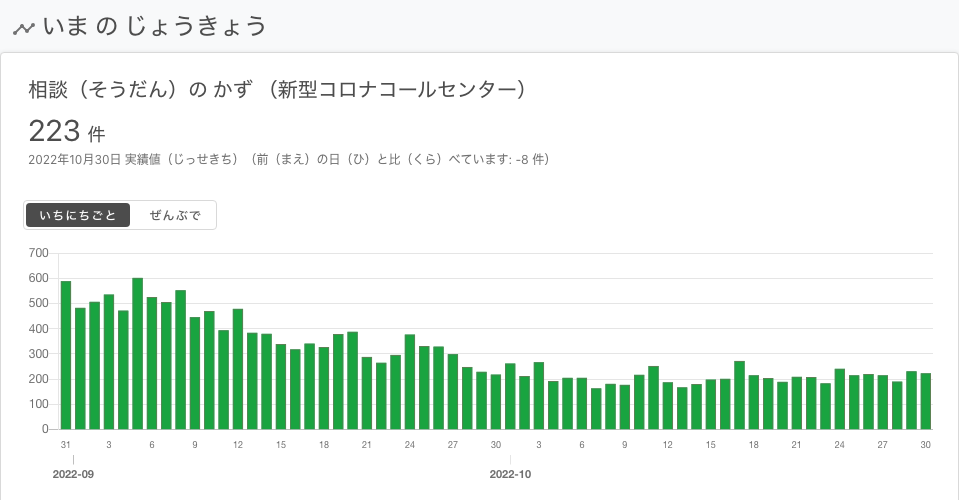 いま の じょうきょう
相談（そうだん）の かず （新型コロナコールセンター）
223 件
2022年10月30日 実績値（じっせきち）（前（まえ）の日（ひ）と比（くら）べています: -8 件）
いちにちごと ぜんぶで
700
600
500
400
300
200
100
0
31 3 6 9 12 15 18 21 24 27 30 3 6 9 12 15 18 21 24 27 30
2022-09 2022-10